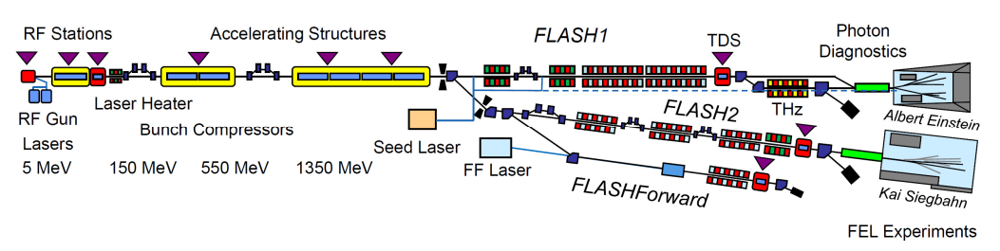 RF Stations
Accelerating Structures
FLASH1
TDS
Photon
Diagnostics
RF Gun
Laser Heater
Lasers
Bunch Compressors
Seed Laser
FLASH2
THz
Albert Einstein
5 MeV
150 MeV
550 MeV
1350 MeV
FF Laser
FLASHForward
Kai Siegbahn
FEL Experiments